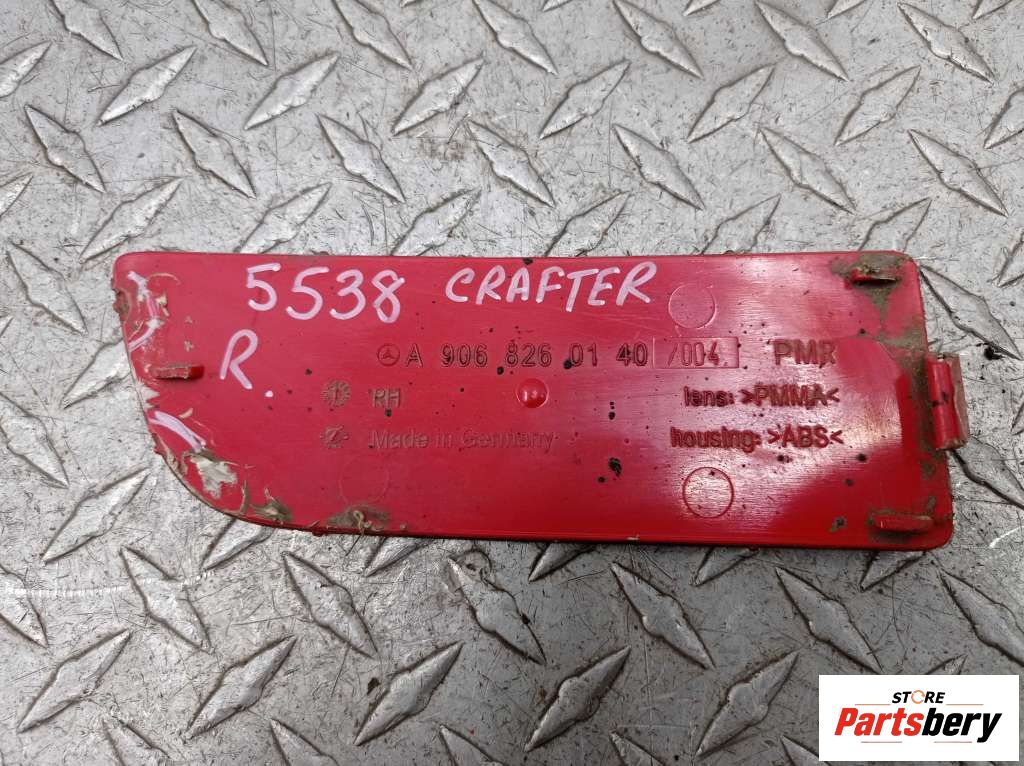 5538 CRAFTER
R.
A 906 826 01 40 /004 PMR
RH lens: >PMMA<
Made in Germany housing: >ABS<
STORE
Partsbery